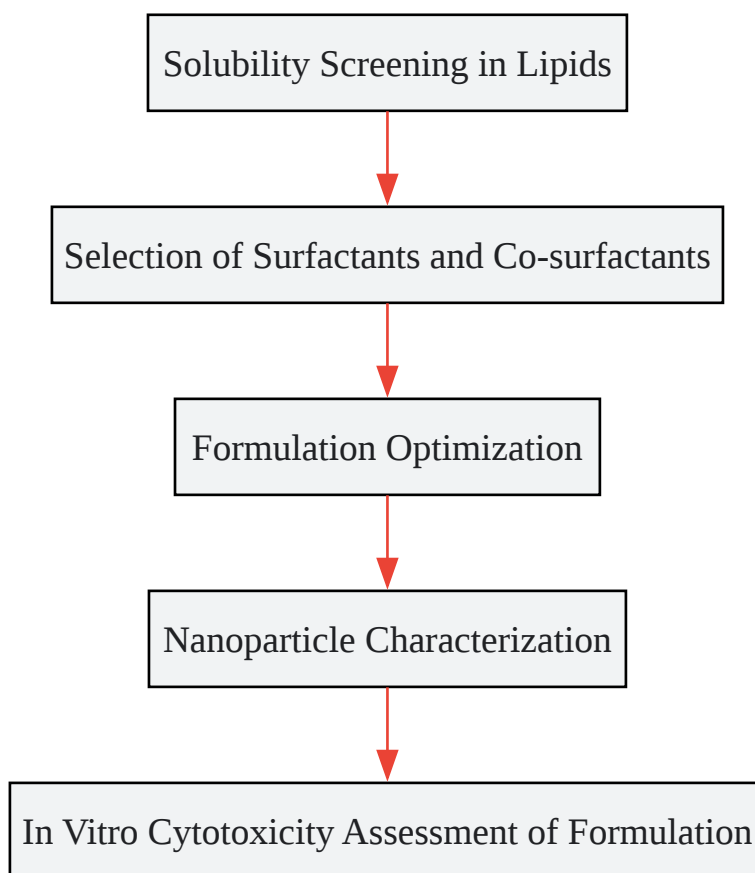 Solubility Screening in Lipids
Selection of Surfactants and Co-surfactants
Formulation Optimization
Nanoparticle Characterization
In Vitro Cytotoxicity Assessment of Formulation